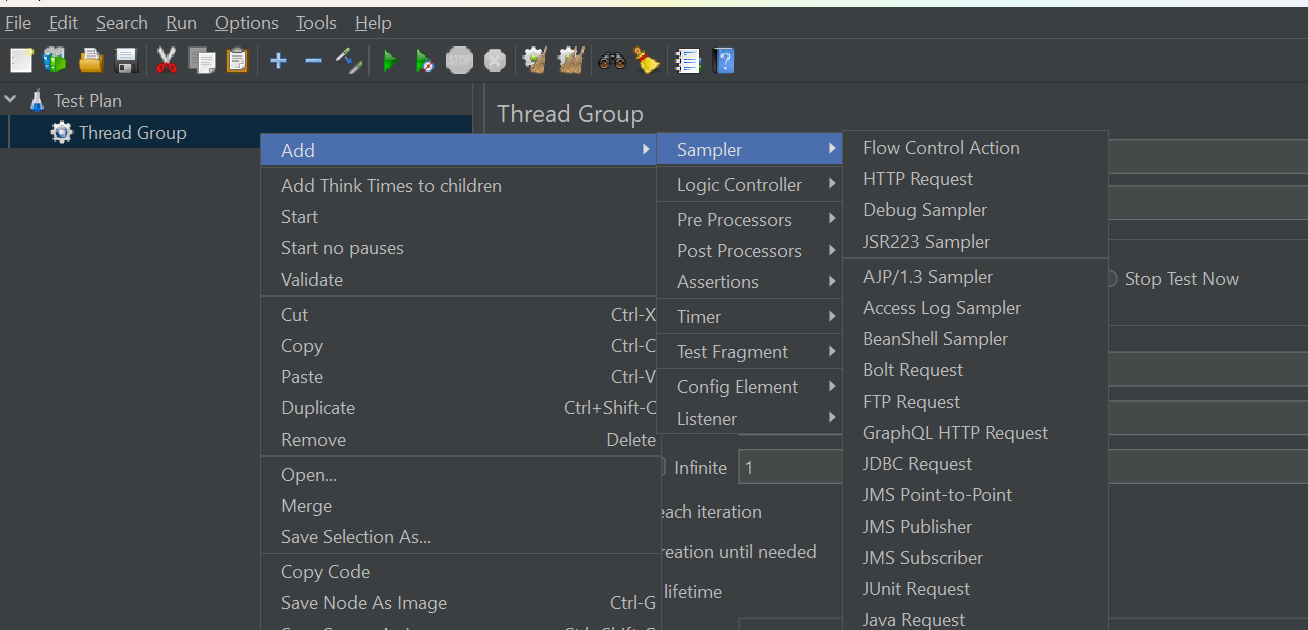 File Edit Search Run Options Tools Help
STOP
Test Plan
Thread Group
Thread Group
Add
Add Think Times to children
Start
Start no pauses
Validate
Cut Ctrl-X
Copy Ctrl-C
Paste Ctrl-V
Duplicate Ctrl+Shift-C
Remove Delete
Open...
Merge
Save Selection As...
Copy Code
Save Node As Image Ctrl-G
Sampler
Logic Controller
Pre Processors
Post Processors
Assertions
Timer
Test Fragment
Config Element
Listener
Flow Control Action
HTTP Request
Debug Sampler
JSR223 Sampler
AJP/1.3 Sampler
Access Log Sampler
BeanShell Sampler
Bolt Request
FTP Request
GraphQL HTTP Request
JDBC Request
JMS Point-to-Point
JMS Publisher
JMS Subscriber
JUnit Request
Java Request
Stop Test Now
Infinite 1
each iteration
reation until needed
lifetime